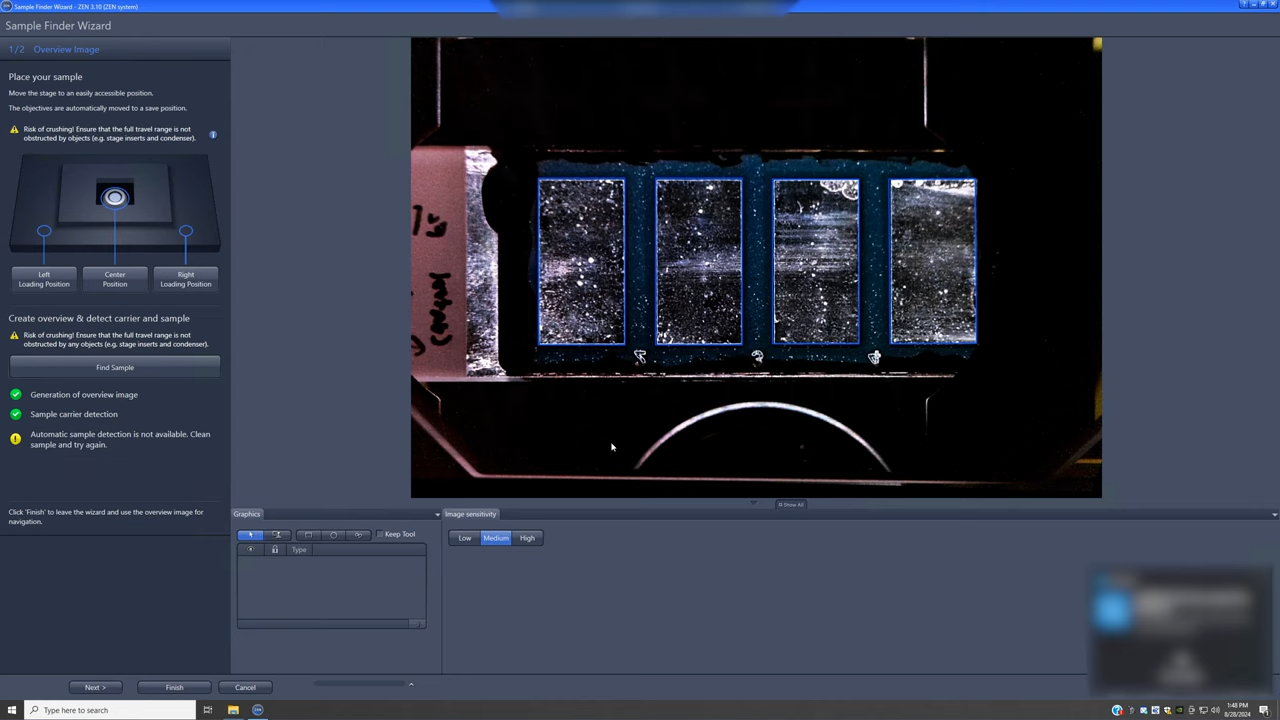 Sample Finder Wizard - ZEN 3.10 (ZEN system)
Sample Finder Wizard
1/2 Overview Image
Place your sample
Move the stage to an easily accessible position.
The objectives are automatically moved to a save position.
Risk of crushing! Ensure that the full travel range is not
obstructed by objects (e.g. stage inserts and condenser).
Left
Loading Position
Center
Position
Right
Loading Position
Create overview & detect carrier and sample
Risk of crushing! Ensure that the full travel range is not
obstructed by any objects (e.g. stage inserts and condenser).
Find Sample
Generation of overview image
Sample carrier detection
Automatic sample detection is not available. Clean
sample and try again.
Click 'Finish' to leave the wizard and use the overview image for
navigation.
Control
Show All
Graphics
Keep Tool
Type
Image sensitivity
Low
Medium
High
Next >
Finish
Cancel
Type here to search
1:48 PM
8/28/2024